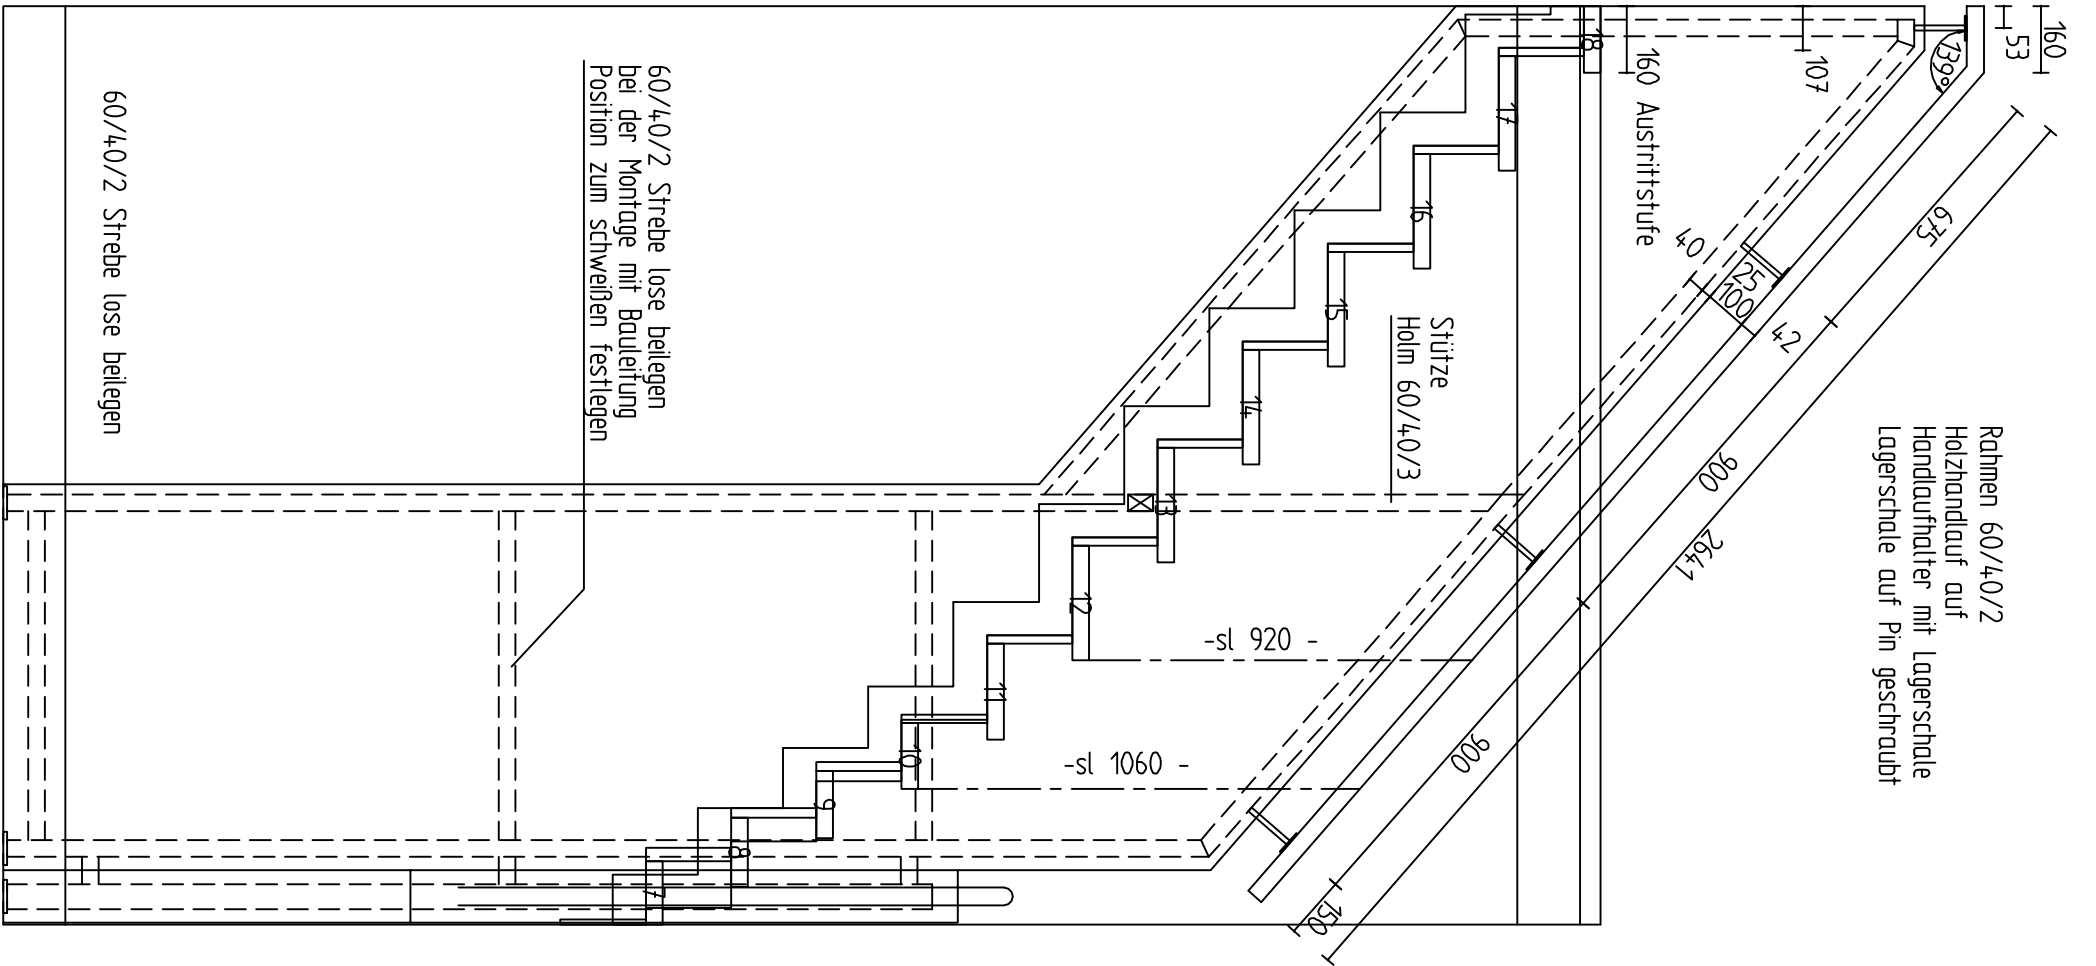 Rahmen 60/40/2
Holzhandlauf auf
Handlaufhalter mit Lagerschale
Lagerschale auf Pin geschraubt
160
53
139°
107
160 Austrittstufe
675
40
25
100
42
900
2641
900
150
Stütze
Holm 60/40/3
-sl 920 -
-sl 1060 -
18
17
16
15
14
13
12
11
10
9
8
7
60/40/2 Strebe lose beilegen
bei der Montage mit Bauleitung
Position zum schweißen festlegen
60/40/2 Strebe lose beilegen